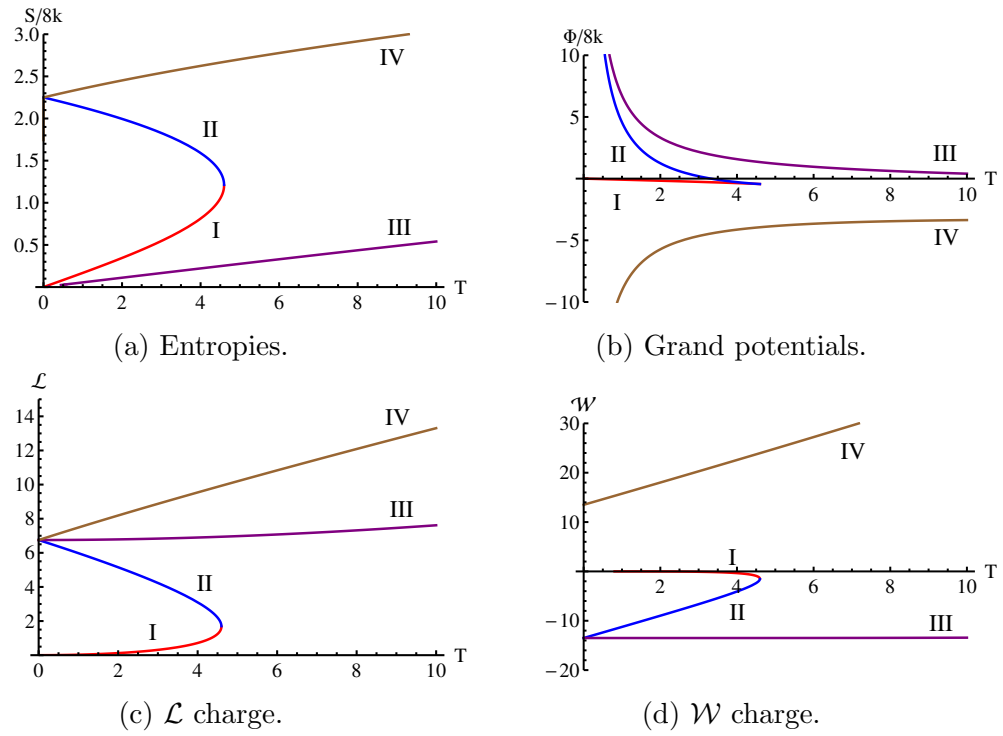 S/8k
3.0
2.5
2.0
1.5
1.0
0.5
0 2 4 6 8 10 T
IV
II
I
III
(a) Entropies.
Φ/8k
10
5
−5
−10
2 4 6 8 10 T
II
I
III
IV
(b) Grand potentials.
ℒ
14
12
10
8
6
4
2
0
0 2 4 6 8 10 T
IV
III
II
I
(c) ℒ charge.
𝒲
30
20
10
0
−10
−20
2 4 6 8 10 T
IV
I
II
III
(d) 𝒲 charge.